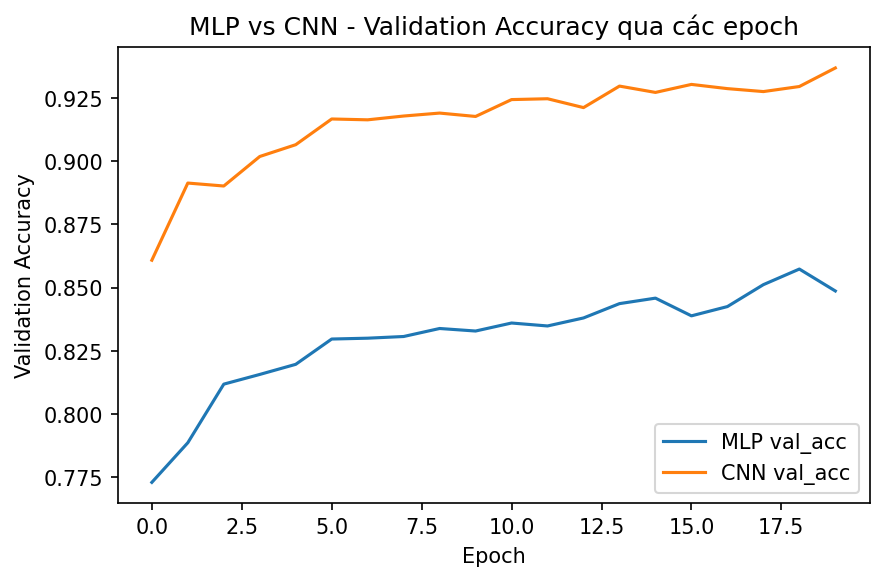 MLP vs CNN - Validation Accuracy qua các epoch
Validation Accuracy
0.925
0.900
0.875
0.850
0.825
0.800
0.775
MLP val_acc
CNN val_acc
0.0 2.5 5.0 7.5 10.0 12.5 15.0 17.5
Epoch